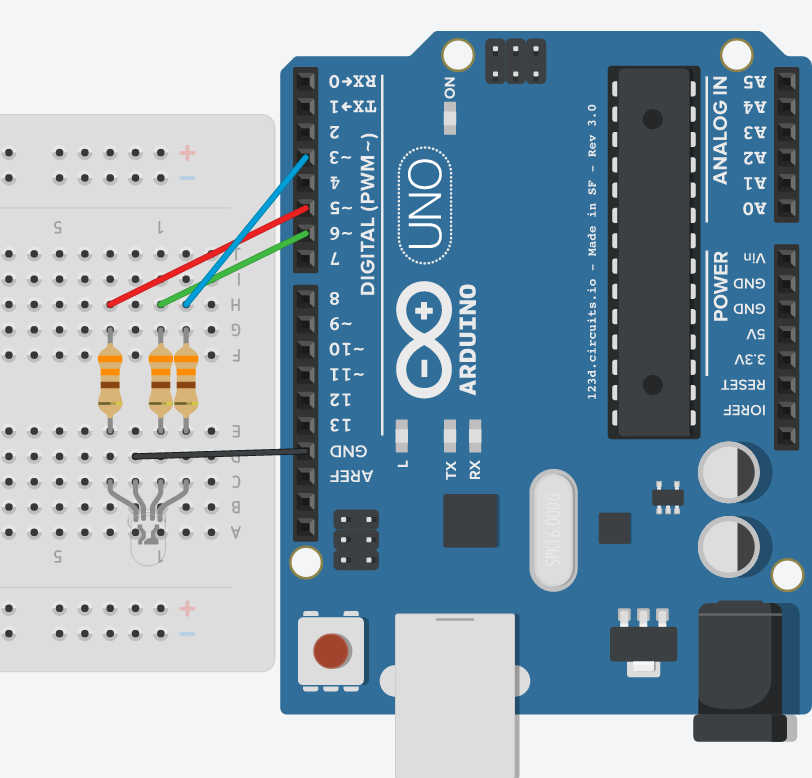 RX←0
TX→1
2
~3
4
~5
~6
7
8
~9
~10
~11
12
13
GND
AREF
DIGITAL (PWM~)
ON
UNO
ARDUINO
L
TX
RX
123d.circuits.io - Made in SF - Rev 3.0
SPK16.000G
ANALOG IN
A5
A4
A3
A2
A1
A0
POWER
Vin
GND
GND
5V
3.3V
RESET
IOREF
+
−
5
1
J
I
H
G
F
E
D
C
B
A
5
1
+
−